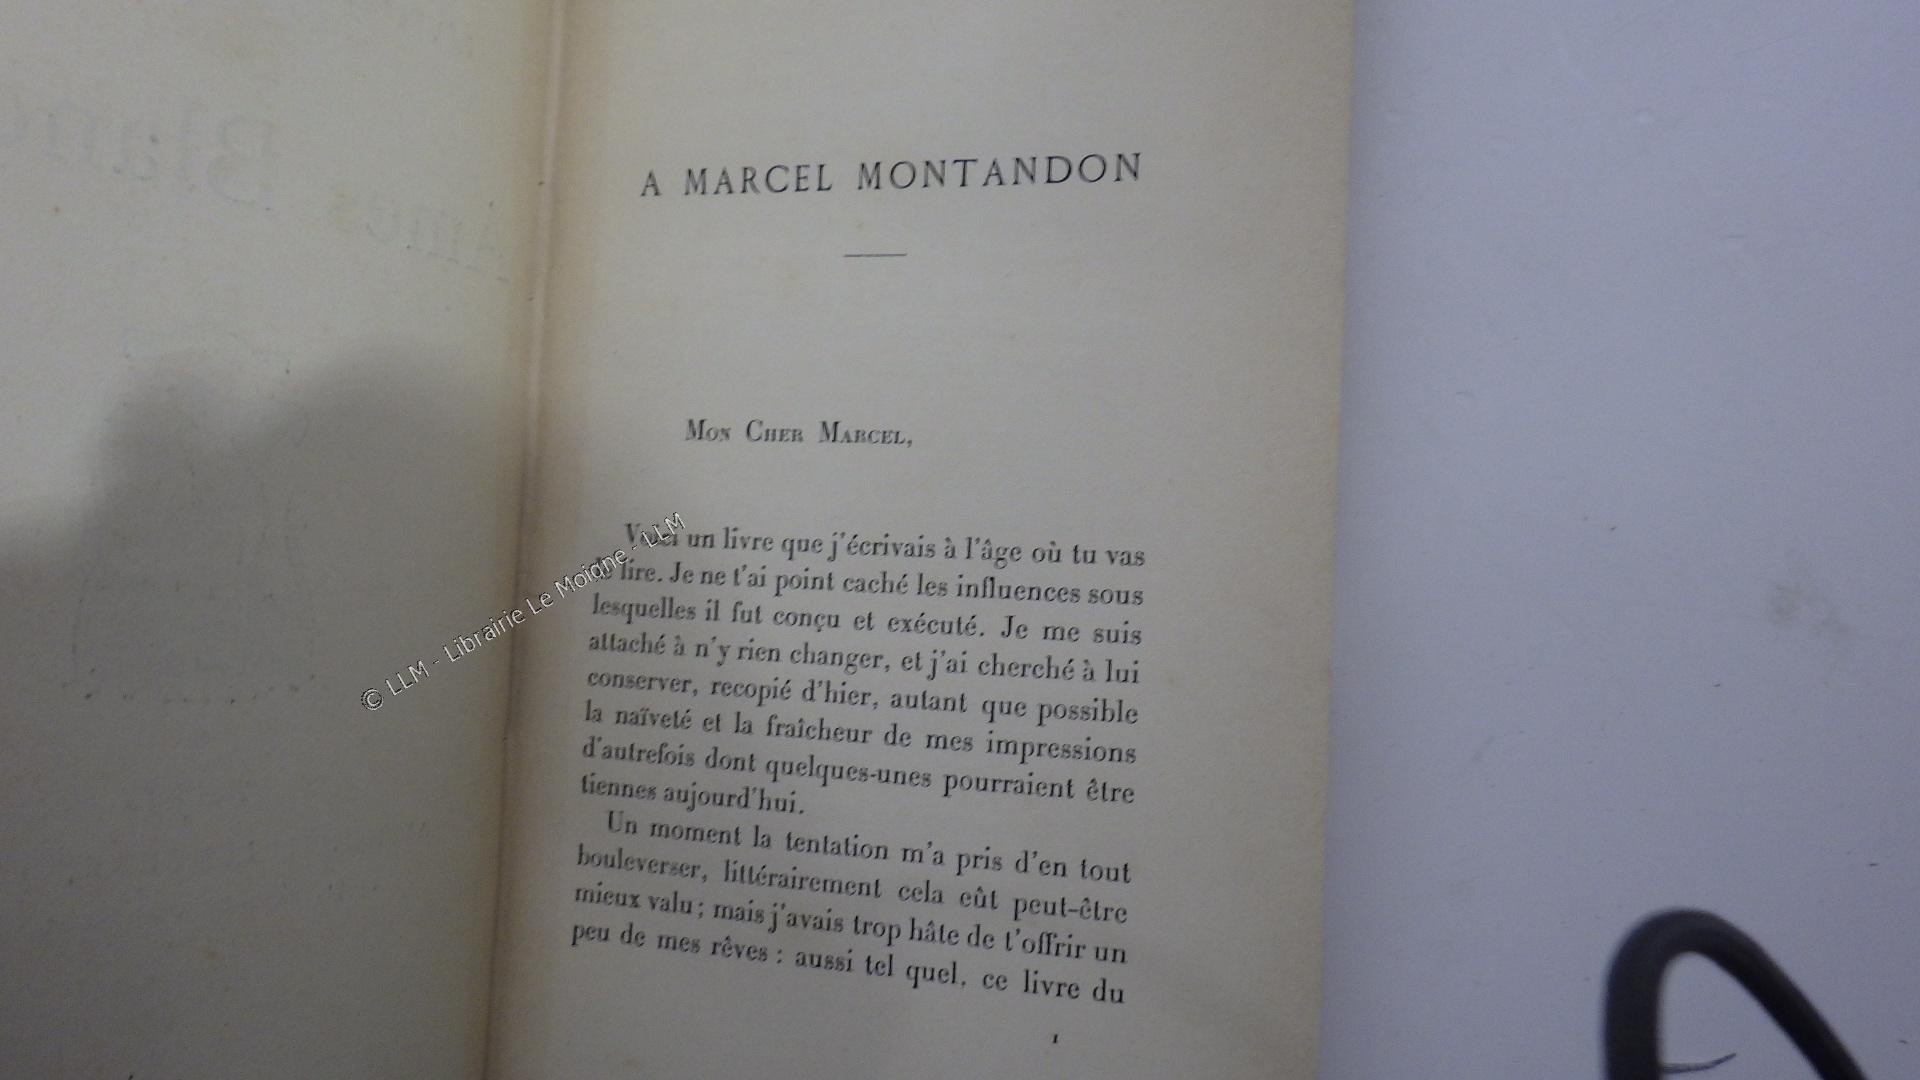 A MARCEL MONTANDON
Mon Cher Marcel,
Voici un livre que j'écrivais à l'âge où tu vas
le lire. Je ne t'ai point caché les influences sous
lesquelles il fut conçu et exécuté. Je me suis
attaché à n'y rien changer, et j'ai cherché à lui
conserver, recopié d'hier, autant que possible
la naïveté et la fraîcheur de mes impressions
d'autrefois dont quelques-unes pourraient être
tiennes aujourd'hui.
Un moment la tentation m'a pris d'en tout
bouleverser, littérairement cela eût peut-être
mieux valu ; mais j'avais trop hâte de t'offrir un
peu de mes rêves : aussi tel quel, ce livre du
1
© LLM - Librairie Le Moigne - LLM